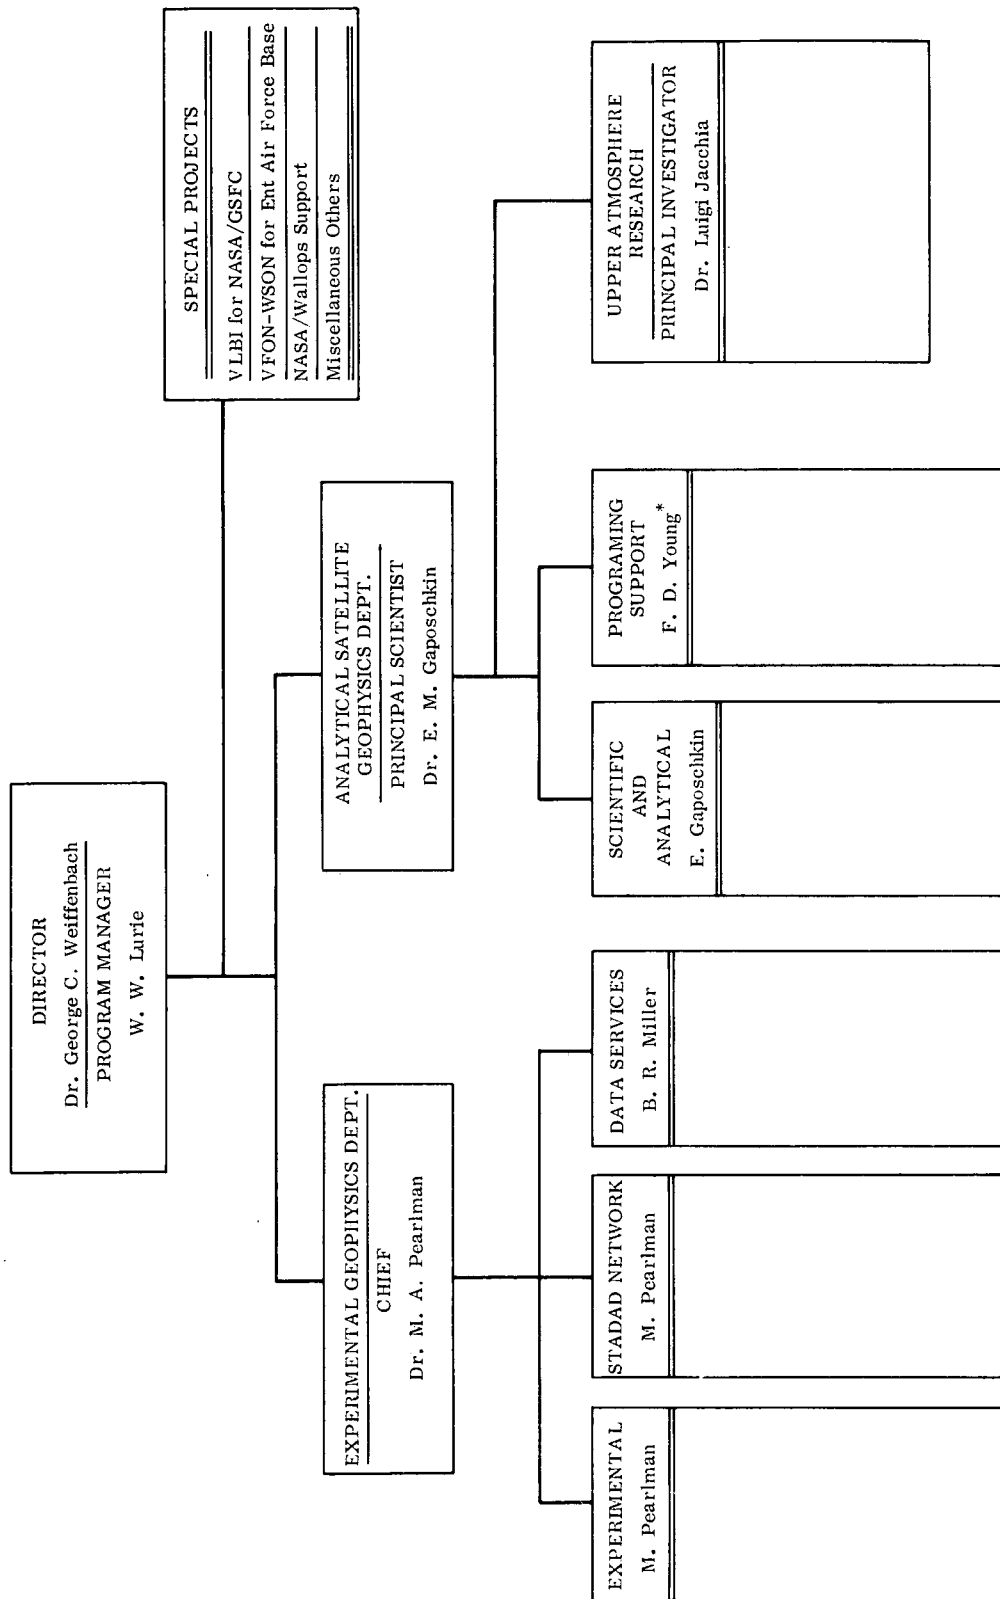 DIRECTOR
Dr. George C. Weiffenbach
PROGRAM MANAGER
W. W. Lurie
SPECIAL PROJECTS
VLBI for NASA/GSFC
VFON-WSON for Ent Air Force Base
NASA/Wallops Support
Miscellaneous Others
EXPERIMENTAL GEOPHYSICS DEPT.
CHIEF
Dr. M. A. Pearlman
ANALYTICAL SATELLITE
GEOPHYSICS DEPT.
PRINCIPAL SCIENTIST
Dr. E. M. Gaposchkin
EXPERIMENTAL
M. Pearlman
STADAD NETWORK
M. Pearlman
DATA SERVICES
B. R. Miller
SCIENTIFIC
AND
ANALYTICAL
E. Gaposchkin
PROGRAMING
SUPPORT
F. D. Young*
UPPER ATMOSPHERE
RESEARCH
PRINCIPAL INVESTIGATOR
Dr. Luigi Jacchia